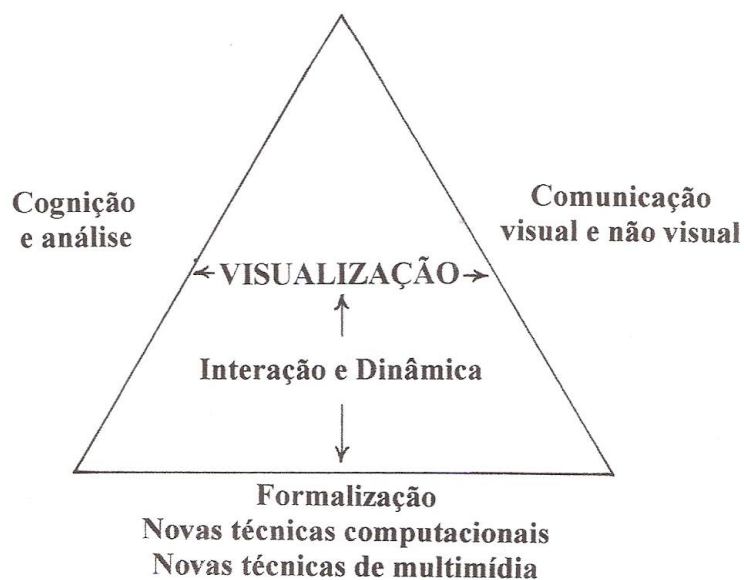 Cognição
e análise
Comunicação
visual e não visual
←VISUALIZAÇÃO→
Interação e Dinâmica
Formalização
Novas técnicas computacionais
Novas técnicas de multimídia